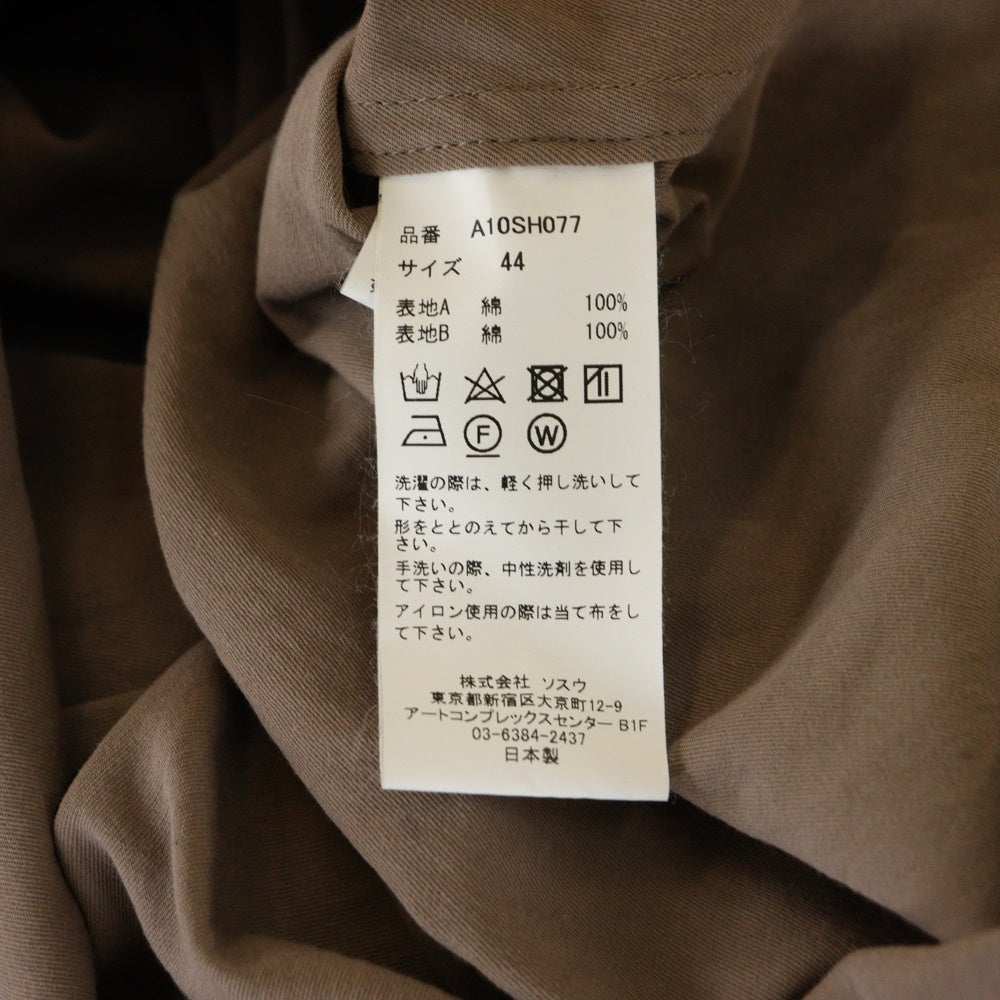 品番 A10SH077
サイズ 44
表地A 綿 100%
表地B 綿 100%
F W
洗濯の際は、軽く押し洗いして
下さい。
形をととのえてから干して下
さい。
手洗いの際、中性洗剤を使用し
て下さい。
アイロン使用の際は当て布をし
て下さい。
株式会社 ソスウ
東京都新宿区大京町12-9
アートコンプレックスセンター B1F
03-6384-2437
日本製